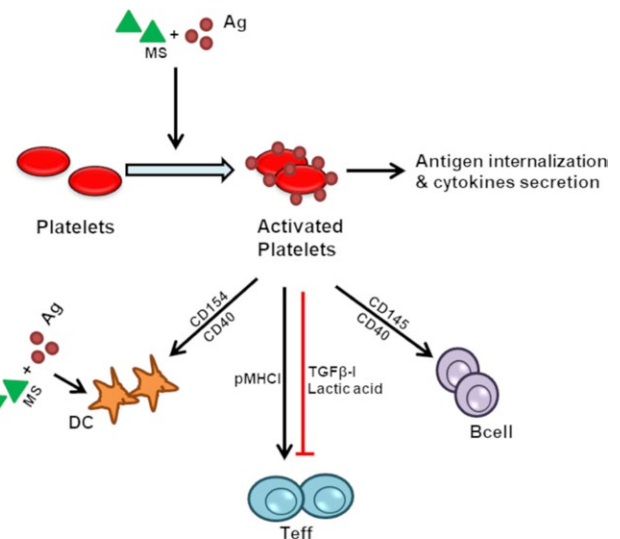 MS + Ag
Platelets
Activated
Platelets
Antigen internalization
& cytokines secretion
CD154
CD40
CD145
CD40
pMHCI
TGFβ-I
Lactic acid
Ag
+
MS
DC
Bcell
Teff